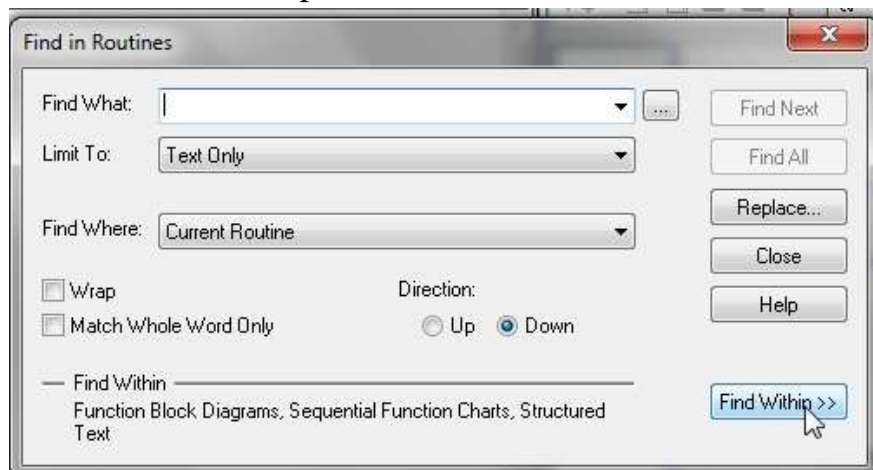 Find in Routines
Find What:
...
Find Next
Limit To:
Text Only
Find All
Replace...
Find Where:
Current Routine
Close
Wrap
Direction:
Help
Match Whole Word Only
Up
Down
Find Within
Function Block Diagrams, Sequential Function Charts, Structured
Text
Find Within >>